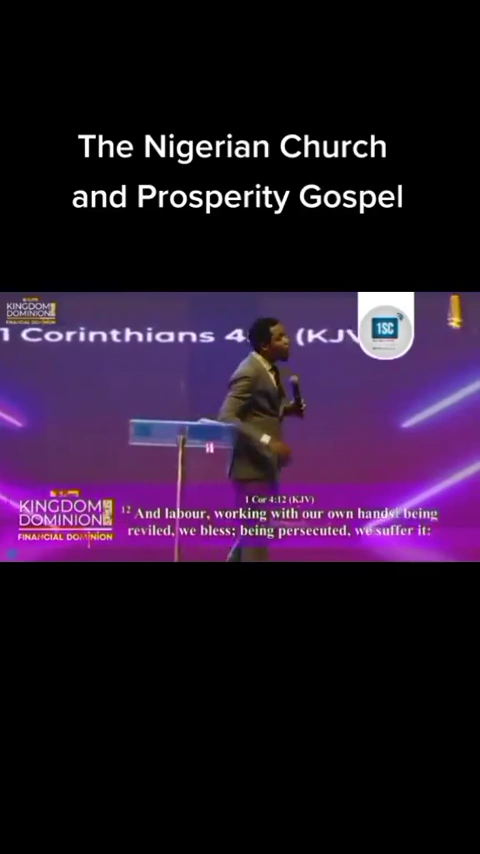 The Nigerian Church
and Prosperity Gospel
KINGDOM
DOMINION
FINANCIAL DOMINION
1 Corinthians 4: (KJV
1SC
KINGDOM
DOMINION
FINANCIAL DOMINION
1 Cor 4:12 (KJV)
12 And labour, working with our own hands: being
reviled, we bless; being persecuted, we suffer it: